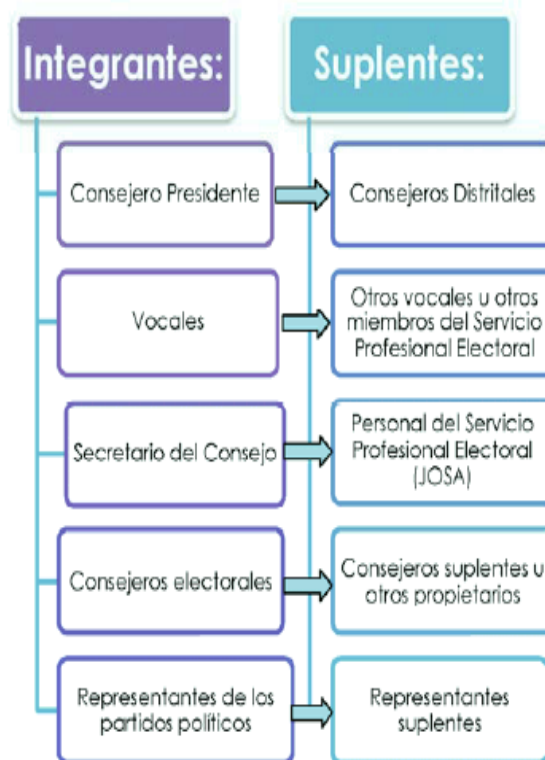 Integrantes:
Suplentes:
Consejero Presidente
Consejeros Distritales
Vocales
Otros vocales u otros
miembros del Servicio
Profesional Electoral
Secretario del Consejo
Personal del Servicio
Profesional Electoral
(JOSA)
Consejeros electorales
Consejeros suplentes u
otros propietarios
Representantes de los
partidos políticos
Representantes
suplentes